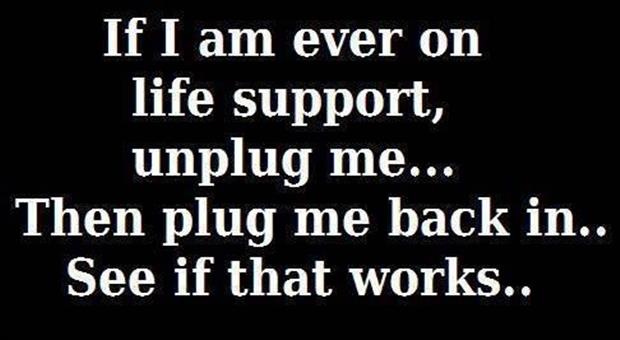 If I am ever on
life support,
unplug me...
Then plug me back in..
See if that works..